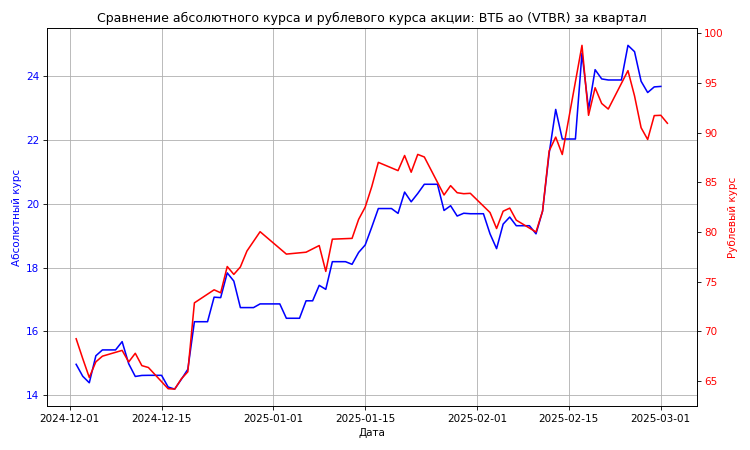 Сравнение абсолютного курса и рублевого курса акции: ВТБ ао (VTBR) за квартал
Абсолютный курс
24
22
20
18
16
14
100
95
90
85
80
75
70
65
Рублевый курс
2024-12-01 2024-12-15 2025-01-01 2025-01-15 2025-02-01 2025-02-15 2025-03-01
Дата